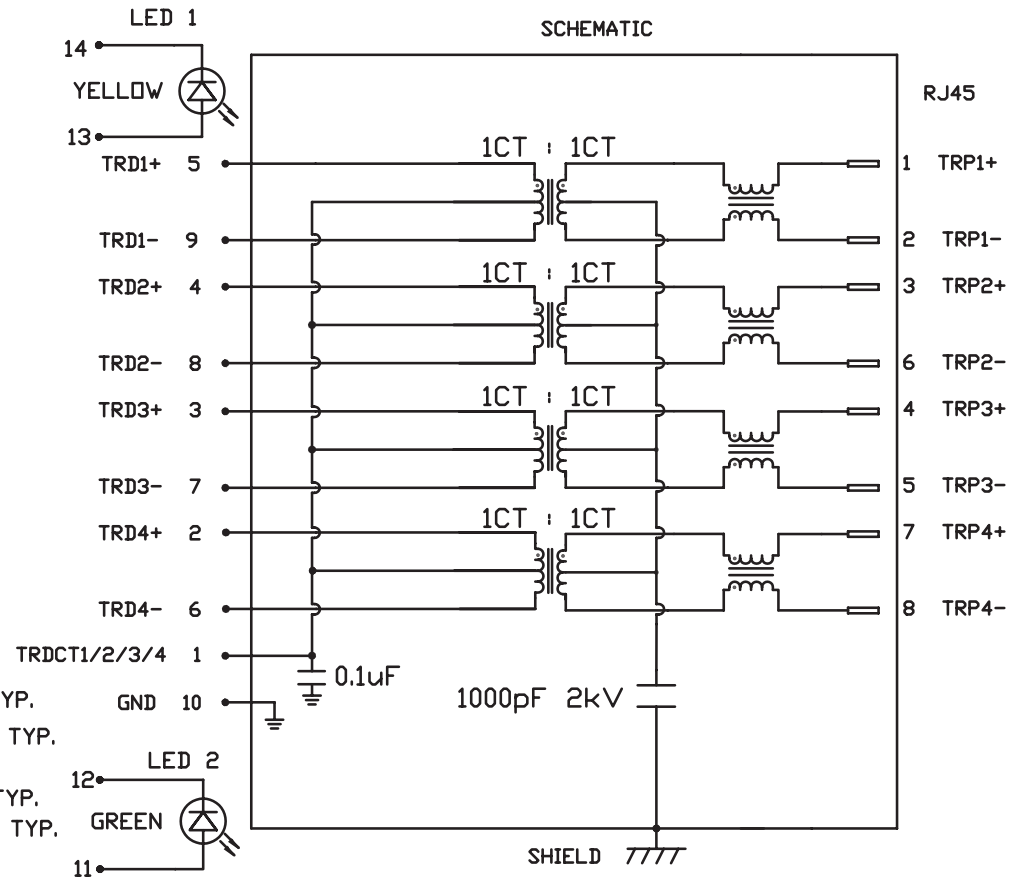 LED 1
SCHEMATIC
14
YELLOW
RJ45
13
1CT : 1CT
TRD1+ 5
1 TRP1+
TRD1- 9
2 TRP1-
1CT : 1CT
TRD2+ 4
3 TRP2+
TRD2- 8
6 TRP2-
1CT : 1CT
TRD3+ 3
4 TRP3+
TRD3- 7
5 TRP3-
1CT : 1CT
TRD4+ 2
7 TRP4+
TRD4- 6
8 TRP4-
TRDCT1/2/3/4 1
0.1uF
YP.
GND 10
1000pF 2kV
TYP.
LED 2
12
TYP.
GREEN
TYP.
11
SHIELD